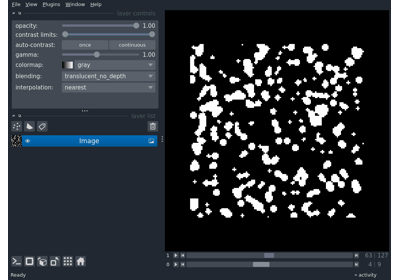 File View Plugins Window Help
layer controls
opacity: 1.00
contrast limits:
auto-contrast: once continuous
gamma: 1.00
colormap: gray
blending: translucent_no_depth
interpolation: nearest
layer list
Image
1 63 127
0 4 9
Ready activity